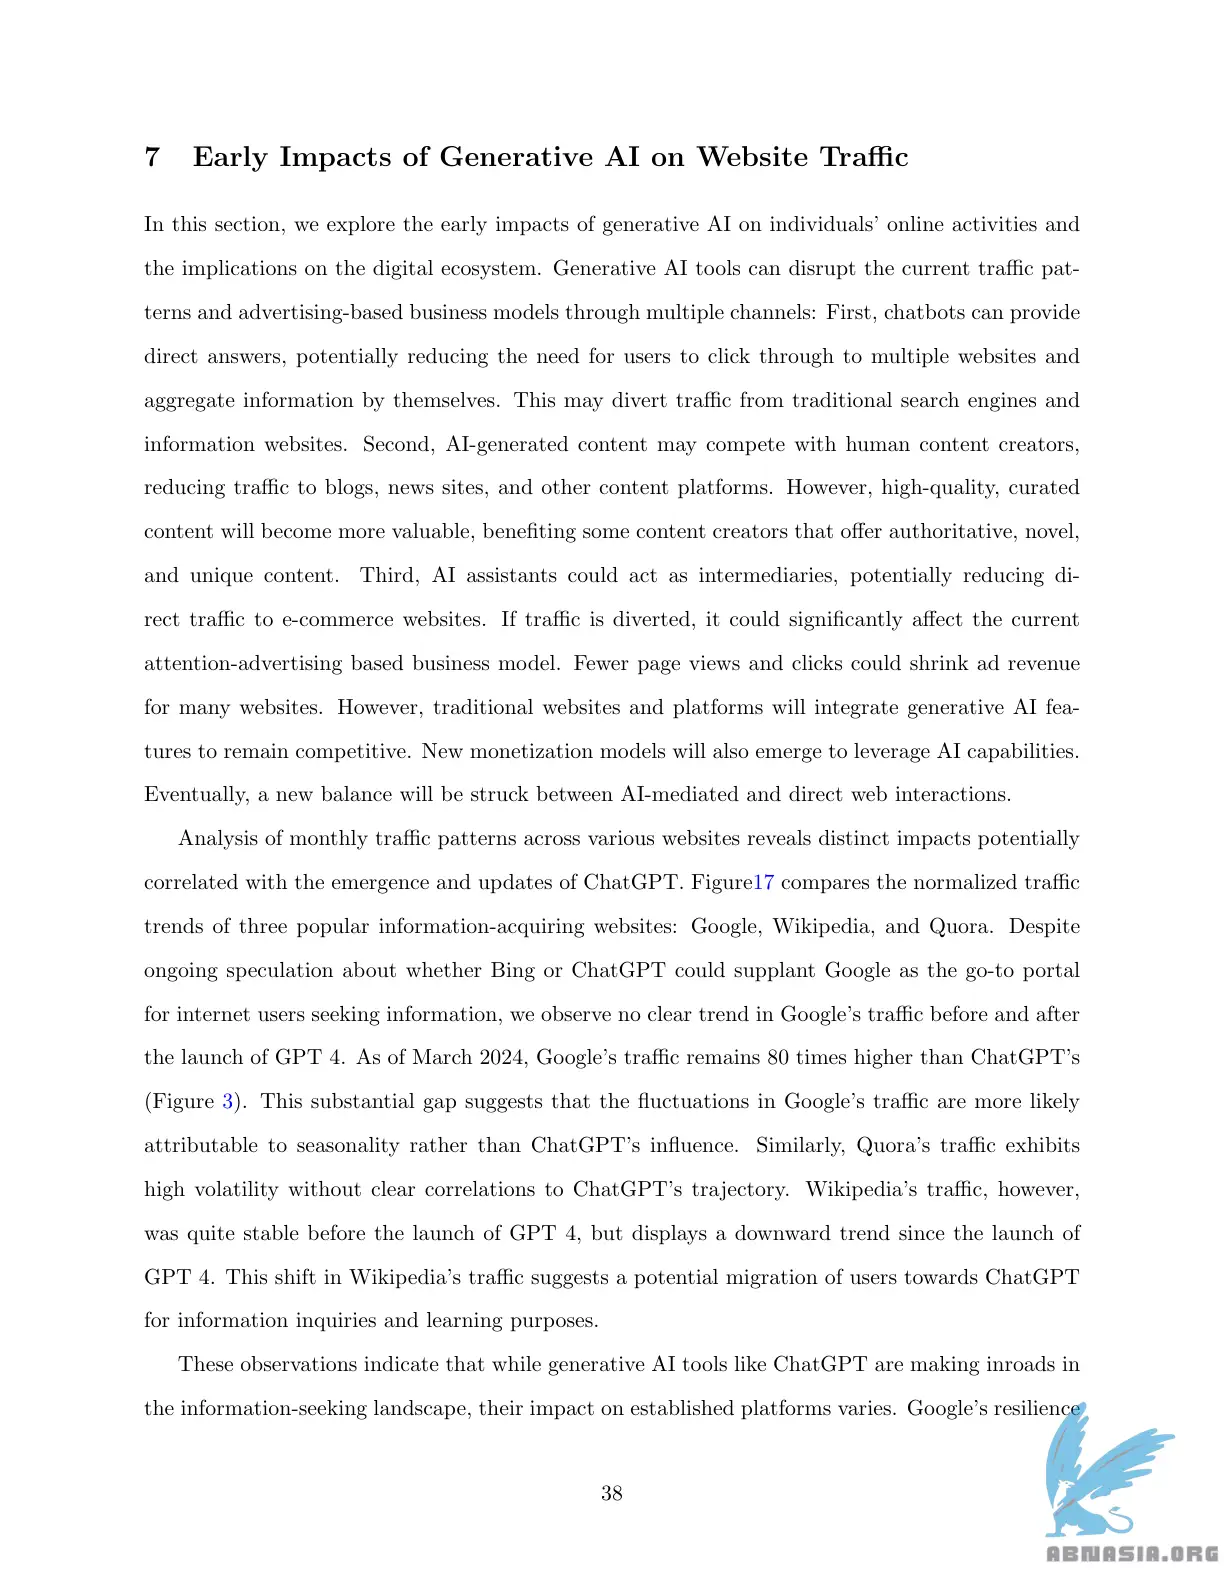 7 Early Impacts of Generative AI on Website Traffic
In this section, we explore the early impacts of generative AI on individuals' online activities and
the implications on the digital ecosystem. Generative AI tools can disrupt the current traffic pat-
terns and advertising-based business models through multiple channels: First, chatbots can provide
direct answers, potentially reducing the need for users to click through to multiple websites and
aggregate information by themselves. This may divert traffic from traditional search engines and
information websites. Second, AI-generated content may compete with human content creators,
reducing traffic to blogs, news sites, and other content platforms. However, high-quality, curated
content will become more valuable, benefiting some content creators that offer authoritative, novel,
and unique content. Third, AI assistants could act as intermediaries, potentially reducing di-
rect traffic to e-commerce websites. If traffic is diverted, it could significantly affect the current
attention-advertising based business model. Fewer page views and clicks could shrink ad revenue
for many websites. However, traditional websites and platforms will integrate generative AI fea-
tures to remain competitive. New monetization models will also emerge to leverage AI capabilities.
Eventually, a new balance will be struck between AI-mediated and direct web interactions.
Analysis of monthly traffic patterns across various websites reveals distinct impacts potentially
correlated with the emergence and updates of ChatGPT. Figure17 compares the normalized traffic
trends of three popular information-acquiring websites: Google, Wikipedia, and Quora. Despite
ongoing speculation about whether Bing or ChatGPT could supplant Google as the go-to portal
for internet users seeking information, we observe no clear trend in Google's traffic before and after
the launch of GPT 4. As of March 2024, Google's traffic remains 80 times higher than ChatGPT's
(Figure 3). This substantial gap suggests that the fluctuations in Google's traffic are more likely
attributable to seasonality rather than ChatGPT's influence. Similarly, Quora's traffic exhibits
high volatility without clear correlations to ChatGPT's trajectory. Wikipedia's traffic, however,
was quite stable before the launch of GPT 4, but displays a downward trend since the launch of
GPT 4. This shift in Wikipedia's traffic suggests a potential migration of users towards ChatGPT
for information inquiries and learning purposes.
These observations indicate that while generative AI tools like ChatGPT are making inroads in
the information-seeking landscape, their impact on established platforms varies. Google's resilience
38
ABNASIA.ORG